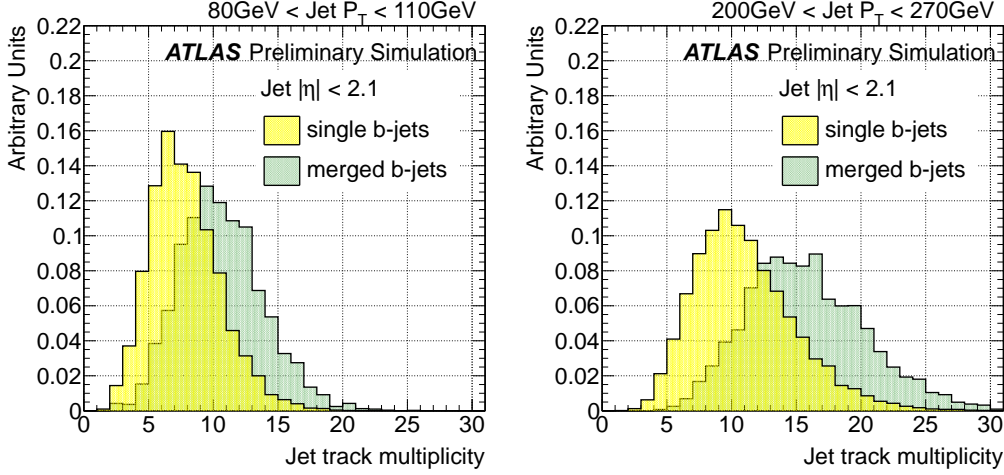 80GeV < Jet P_T < 110GeV
Arbitrary Units
0.22
0.2
0.18
0.16
0.14
0.12
0.1
0.08
0.06
0.04
0.02
0
ATLAS Preliminary Simulation
Jet |η| < 2.1
single b-jets
merged b-jets
0 5 10 15 20 25 30
Jet track multiplicity
200GeV < Jet P_T < 270GeV
Arbitrary Units
0.22
0.2
0.18
0.16
0.14
0.12
0.1
0.08
0.06
0.04
0.02
0
ATLAS Preliminary Simulation
Jet |η| < 2.1
single b-jets
merged b-jets
0 5 10 15 20 25 30
Jet track multiplicity